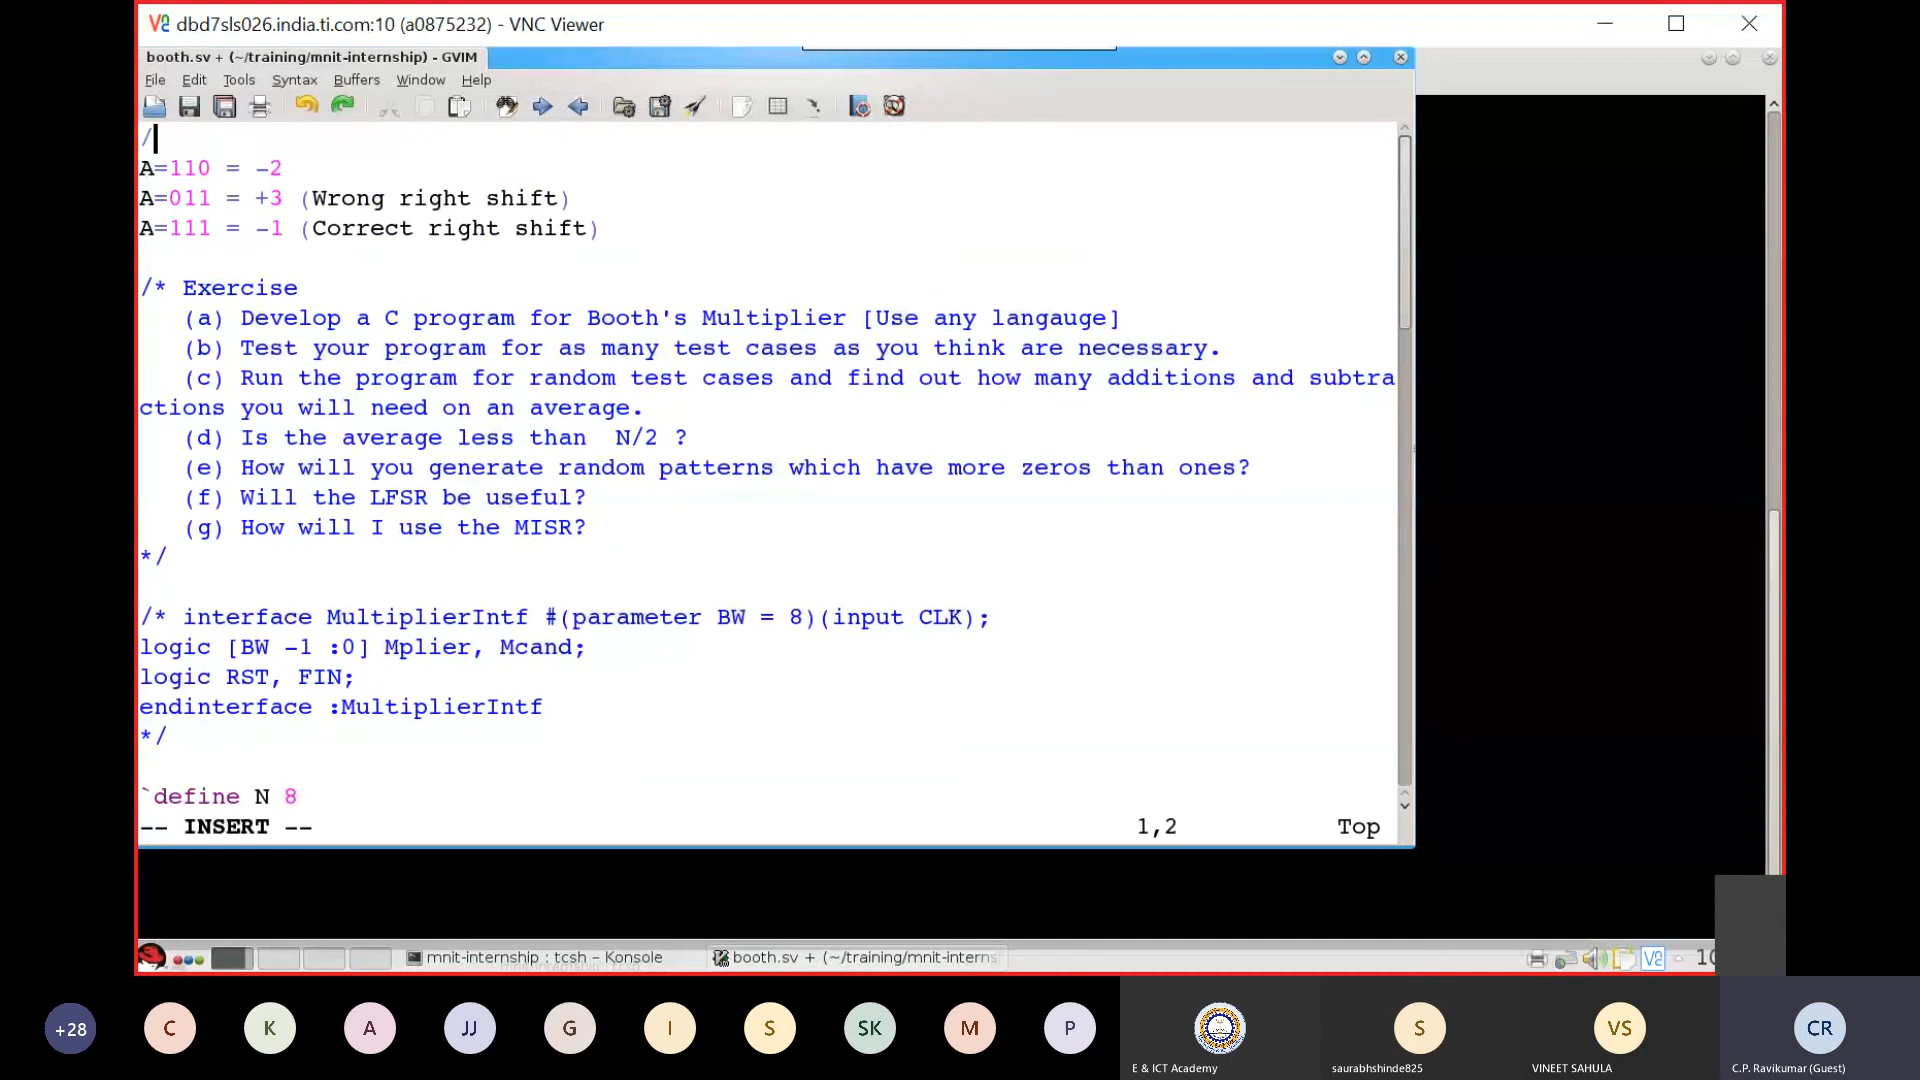 dbd7sls026.india.ti.com:10 (a0875232) - VNC Viewer
booth.sv + (~/training/mnit-internship) - GVIM
File Edit Tools Syntax Buffers Window Help
/
A=110 = -2
A=011 = +3 (Wrong right shift)
A=111 = -1 (Correct right shift)
/* Exercise
(a) Develop a C program for Booth's Multiplier [Use any langauge]
(b) Test your program for as many test cases as you think are necessary.
(c) Run the program for random test cases and find out how many additions and subtra
ctions you will need on an average.
(d) Is the average less than N/2 ?
(e) How will you generate random patterns which have more zeros than ones?
(f) Will the LFSR be useful?
(g) How will I use the MISR?
*/
/* interface MultiplierIntf #(parameter BW = 8)(input CLK);
logic [BW -1 :0] Mplier, Mcand;
logic RST, FIN;
endinterface :MultiplierIntf
*/
`define N 8
-- INSERT -- 1,2 Top
mnit-internship : tcsh - Konsole booth.sv + (~/training/mnit-interns 10
+28 C K A JJ G I S SK M P S VS CR
E & ICT Academy saurabhshinde825 VINEET SAHULA C.P. Ravikumar (Guest)